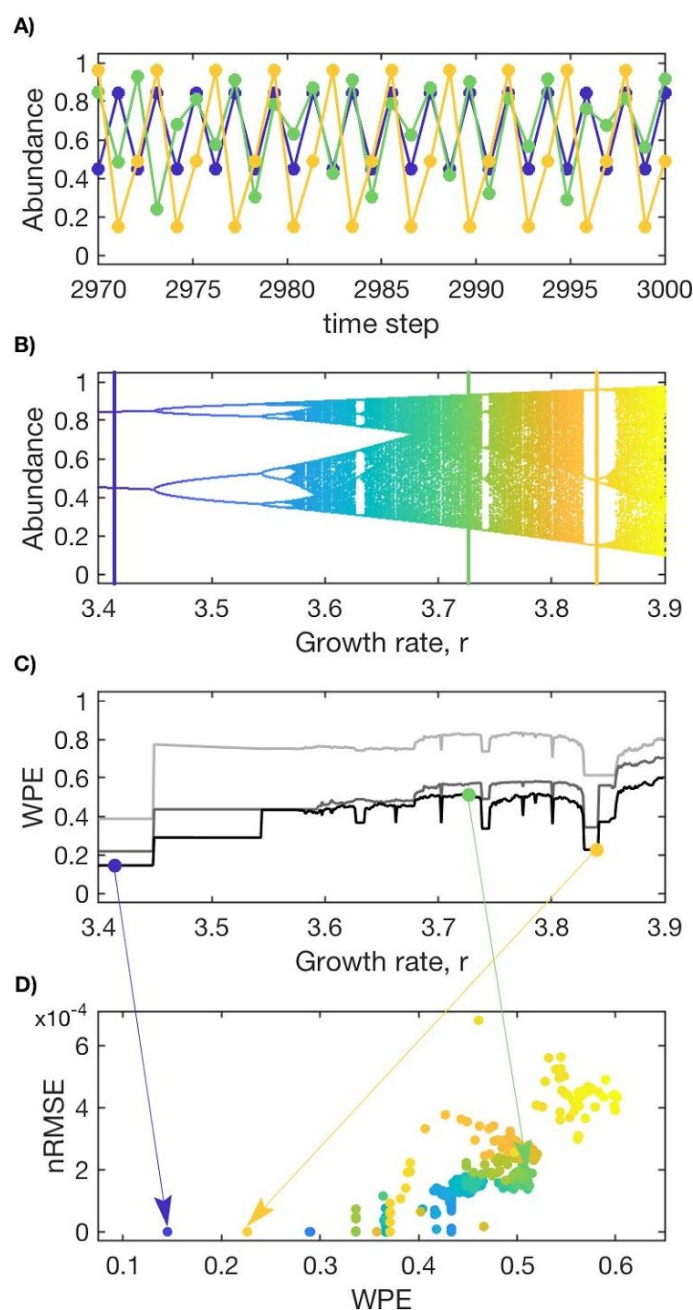 A)
1
0.8
0.6
0.4
0.2
0
Abundance
2970 2975 2980 2985 2990 2995 3000
time step
B)
1
0.8
0.6
0.4
0.2
0
Abundance
3.4 3.5 3.6 3.7 3.8 3.9
Growth rate, r
C)
1
0.8
0.6
0.4
0.2
0
WPE
3.4 3.5 3.6 3.7 3.8 3.9
Growth rate, r
D)
x10-4
6
4
2
0
nRMSE
0.1 0.2 0.3 0.4 0.5 0.6
WPE